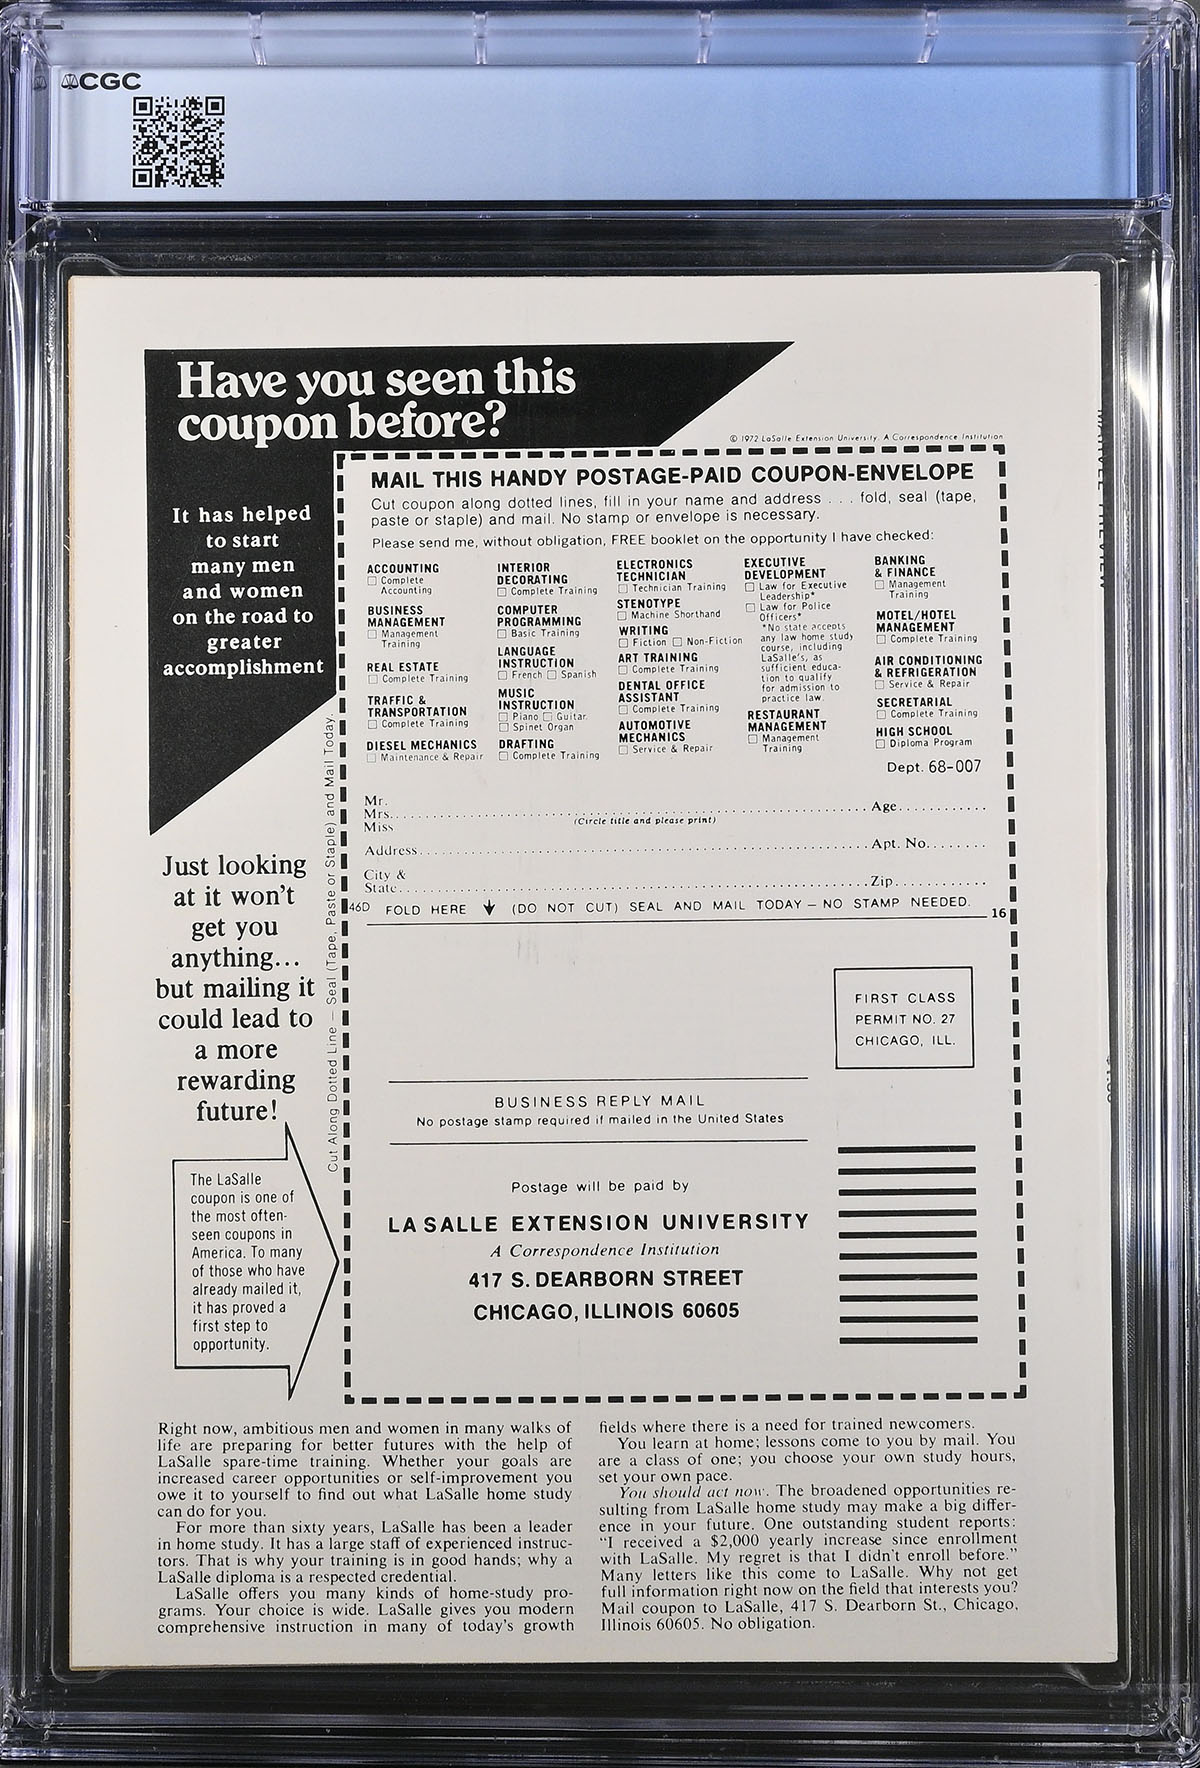 CGC
Have you seen this
coupon before?
© 1972 LaSalle Extension University. A Correspondence Institution
It has helped
to start
many men
and women
on the road to
greater
accomplishment
MAIL THIS HANDY POSTAGE-PAID COUPON-ENVELOPE
Cut coupon along dotted lines, fill in your name and address . . . fold, seal (tape,
paste or staple) and mail. No stamp or envelope is necessary.
Please send me, without obligation, FREE booklet on the opportunity I have checked:
ACCOUNTING
☐ Complete
Accounting
BUSINESS
MANAGEMENT
☐ Management
Training
REAL ESTATE
☐ Complete Training
TRAFFIC &
TRANSPORTATION
☐ Complete Training
DIESEL MECHANICS
☐ Maintenance & Repair
INTERIOR
DECORATING
☐ Complete Training
COMPUTER
PROGRAMMING
☐ Basic Training
LANGUAGE
INSTRUCTION
☐ French ☐ Spanish
MUSIC
INSTRUCTION
☐ Piano ☐ Guitar
☐ Spinet Organ
DRAFTING
☐ Complete Training
ELECTRONICS
TECHNICIAN
☐ Technician Training
STENOTYPE
☐ Machine Shorthand
WRITING
☐ Fiction ☐ Non-Fiction
ART TRAINING
☐ Complete Training
DENTAL OFFICE
ASSISTANT
☐ Complete Training
AUTOMOTIVE
MECHANICS
☐ Service & Repair
EXECUTIVE
DEVELOPMENT
☐ Law for Executive
Leadership*
☐ Law for Police
Officers*
*No state accepts
any law home study
course, including
LaSalle's, as
sufficient educa-
tion to qualify
for admission to
practice law.
RESTAURANT
MANAGEMENT
☐ Management
Training
BANKING
& FINANCE
☐ Management
Training
MOTEL/HOTEL
MANAGEMENT
☐ Complete Training
AIR CONDITIONING
& REFRIGERATION
☐ Service & Repair
SECRETARIAL
☐ Complete Training
HIGH SCHOOL
☐ Diploma Program
Dept. 68-007
Mr.
Mrs. Age
Miss (Circle title and please print)
Address Apt. No.
City &
State Zip
46D FOLD HERE (DO NOT CUT) SEAL AND MAIL TODAY – NO STAMP NEEDED.
16
Cut Along Dotted Line – Seal (Tape, Paste or Staple) and Mail Today.
Just looking
at it won't
get you
anything...
but mailing it
could lead to
a more
rewarding
future!
FIRST CLASS
PERMIT NO. 27
CHICAGO, ILL.
BUSINESS REPLY MAIL
No postage stamp required if mailed in the United States
Postage will be paid by
LA SALLE EXTENSION UNIVERSITY
A Correspondence Institution
417 S. DEARBORN STREET
CHICAGO, ILLINOIS 60605
The LaSalle
coupon is one of
the most often-
seen coupons in
America. To many
of those who have
already mailed it,
it has proved a
first step to
opportunity.
Right now, ambitious men and women in many walks of
life are preparing for better futures with the help of
LaSalle spare-time training. Whether your goals are
increased career opportunities or self-improvement you
owe it to yourself to find out what LaSalle home study
can do for you.
For more than sixty years, LaSalle has been a leader
in home study. It has a large staff of experienced instruc-
tors. That is why your training is in good hands; why a
LaSalle diploma is a respected credential.
LaSalle offers you many kinds of home-study pro-
grams. Your choice is wide. LaSalle gives you modern
comprehensive instruction in many of today's growth
fields where there is a need for trained newcomers.
You learn at home; lessons come to you by mail. You
are a class of one; you choose your own study hours,
set your own pace.
You should act now. The broadened opportunities re-
sulting from LaSalle home study may make a big differ-
ence in your future. One outstanding student reports:
"I received a $2,000 yearly increase since enrollment
with LaSalle. My regret is that I didn't enroll before."
Many letters like this come to LaSalle. Why not get
full information right now on the field that interests you?
Mail coupon to LaSalle, 417 S. Dearborn St., Chicago,
Illinois 60605. No obligation.